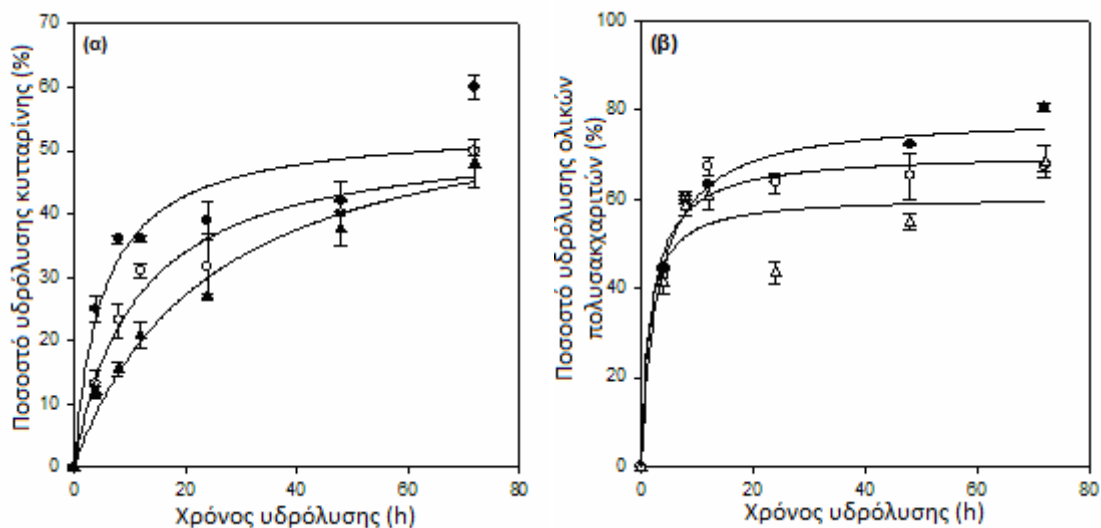 (α)
Ποσοστό υδρόλυσης κυτταρίνης (%)
70
60
50
40
30
20
10
0
0 20 40 60 80
Χρόνος υδρόλυσης (h)
(β)
Ποσοστό υδρόλυσης ολικών
πολυσακχαριτών (%)
100
80
60
40
20
0
0 20 40 60 80
Χρόνος υδρόλυσης (h)